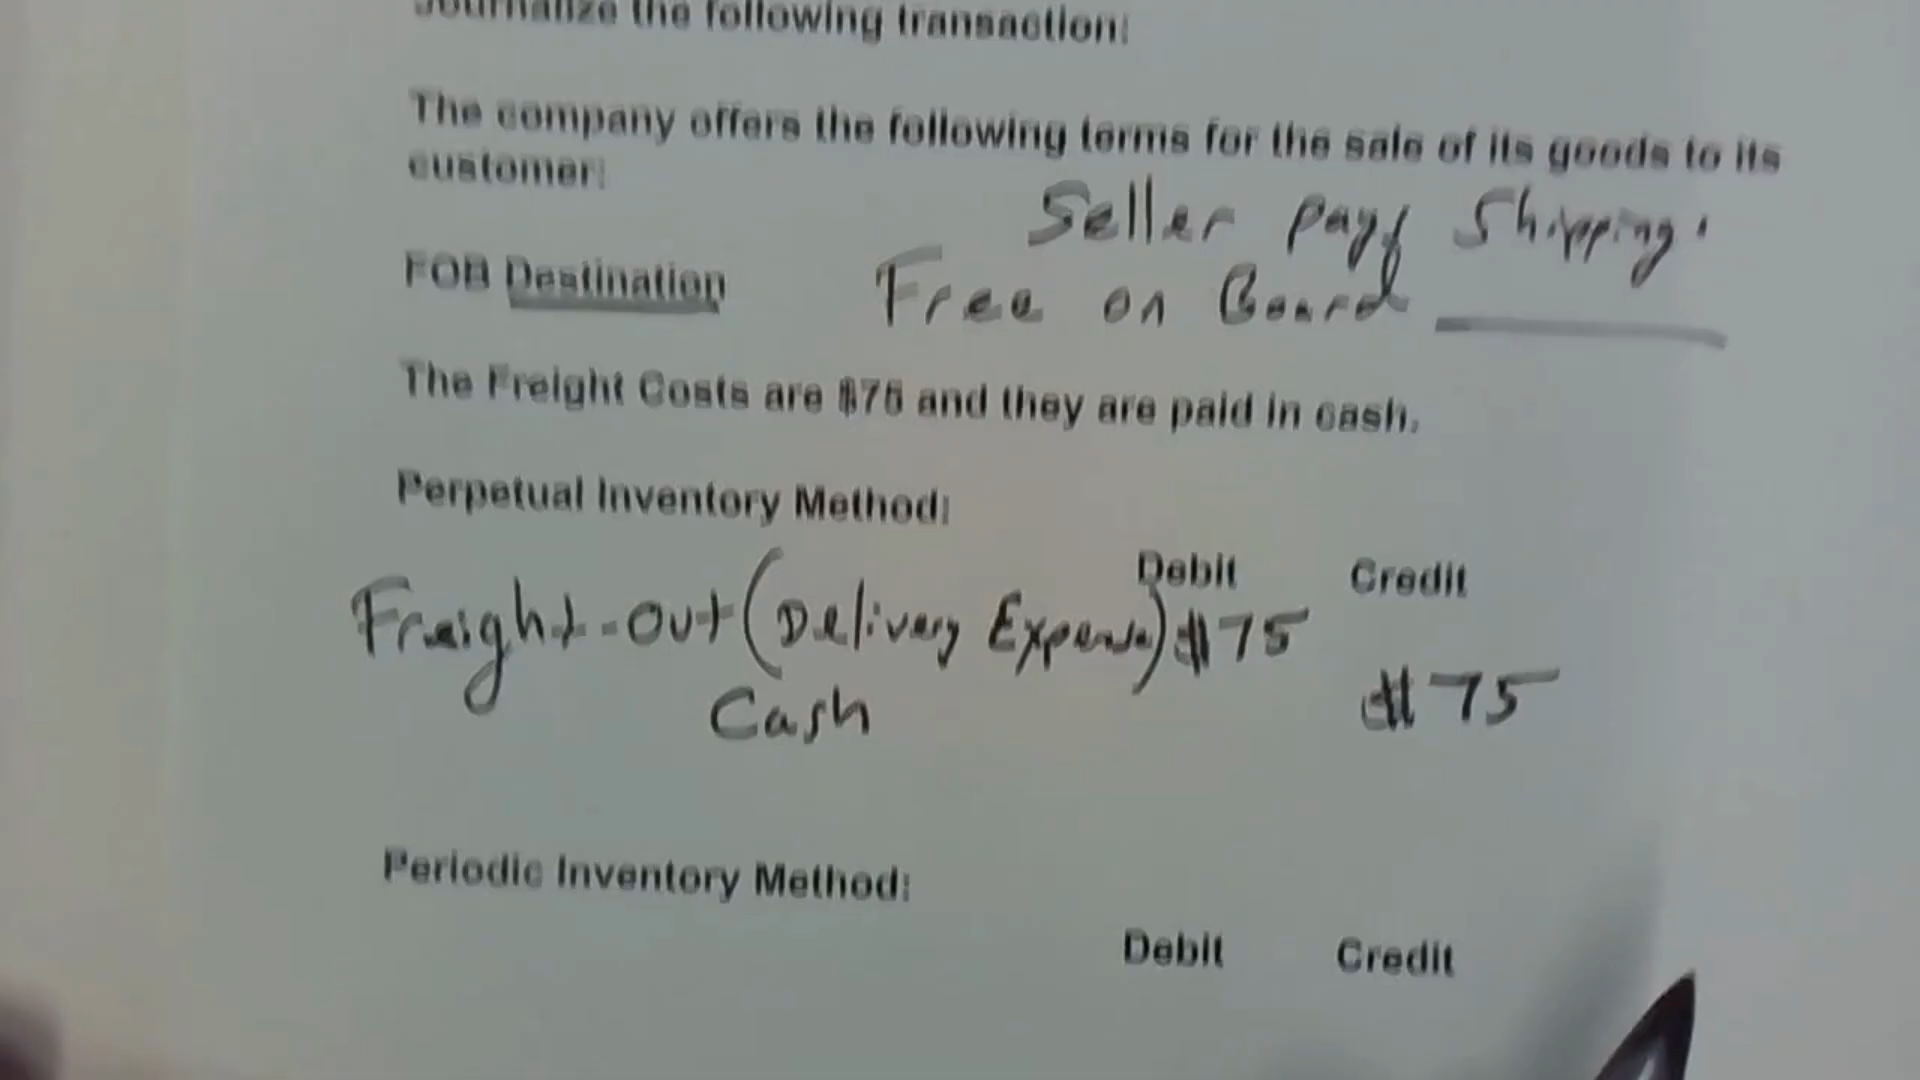 Journalize the following transaction:
The company offers the following terms for the sale of its goods to its
customer:
Seller pays Shipping.
FOB Destination Free on Board
The Freight Costs are $75 and they are paid in cash.
Perpetual Inventory Method:
Debit Credit
Freight-Out (Delivery Expense) $75
Cash $75
Periodic Inventory Method:
Debit Credit